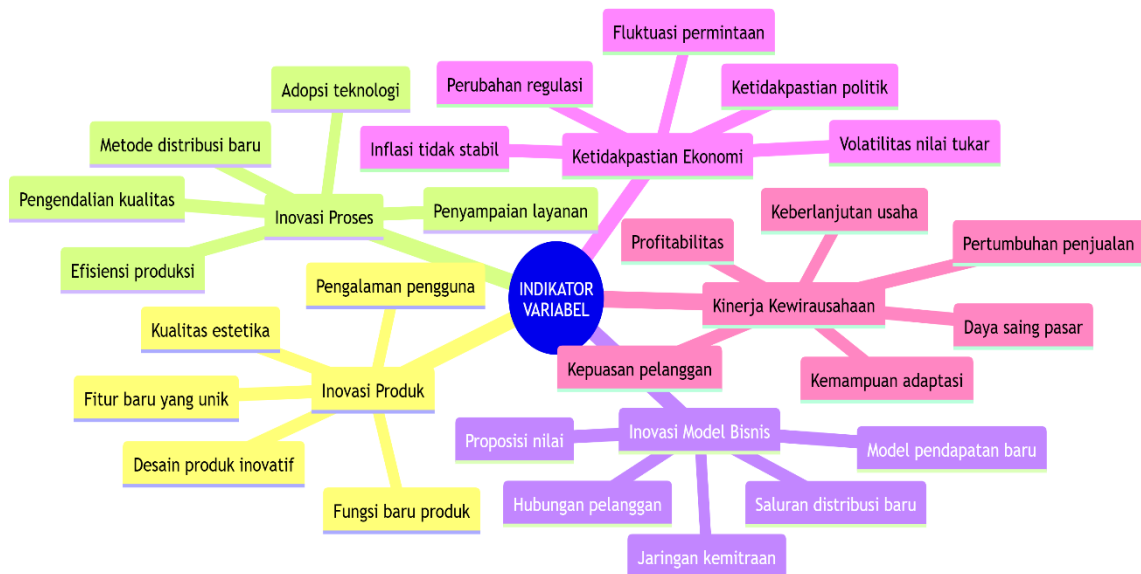 Fluktuasi permintaan
Perubahan regulasi
Ketidakpastian politik
Inflasi tidak stabil
Ketidakpastian Ekonomi
Volatilitas nilai tukar
Adopsi teknologi
Metode distribusi baru
Pengendalian kualitas
Inovasi Proses
Penyampaian layanan
Efisiensi produksi
INDIKATOR
VARIABEL
Keberlanjutan usaha
Profitabilitas
Pertumbuhan penjualan
Kinerja Kewirausahaan
Daya saing pasar
Kepuasan pelanggan
Kemampuan adaptasi
Pengalaman pengguna
Kualitas estetika
Fitur baru yang unik
Inovasi Produk
Desain produk inovatif
Fungsi baru produk
Proposisi nilai
Inovasi Model Bisnis
Model pendapatan baru
Hubungan pelanggan
Saluran distribusi baru
Jaringan kemitraan